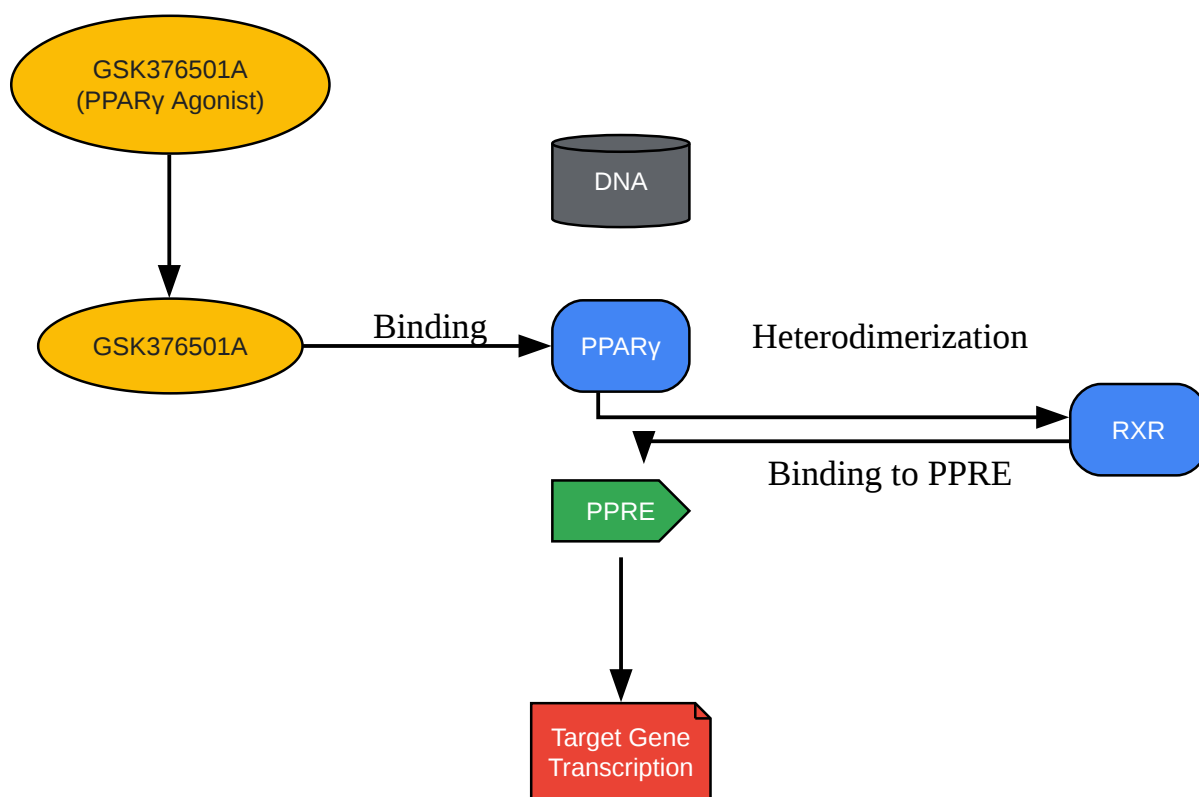 GSK376501A
(PPARγ Agonist)
DNA
GSK376501A
Binding
PPARγ
Heterodimerization
RXR
Binding to PPRE
PPRE
Target Gene
Transcription